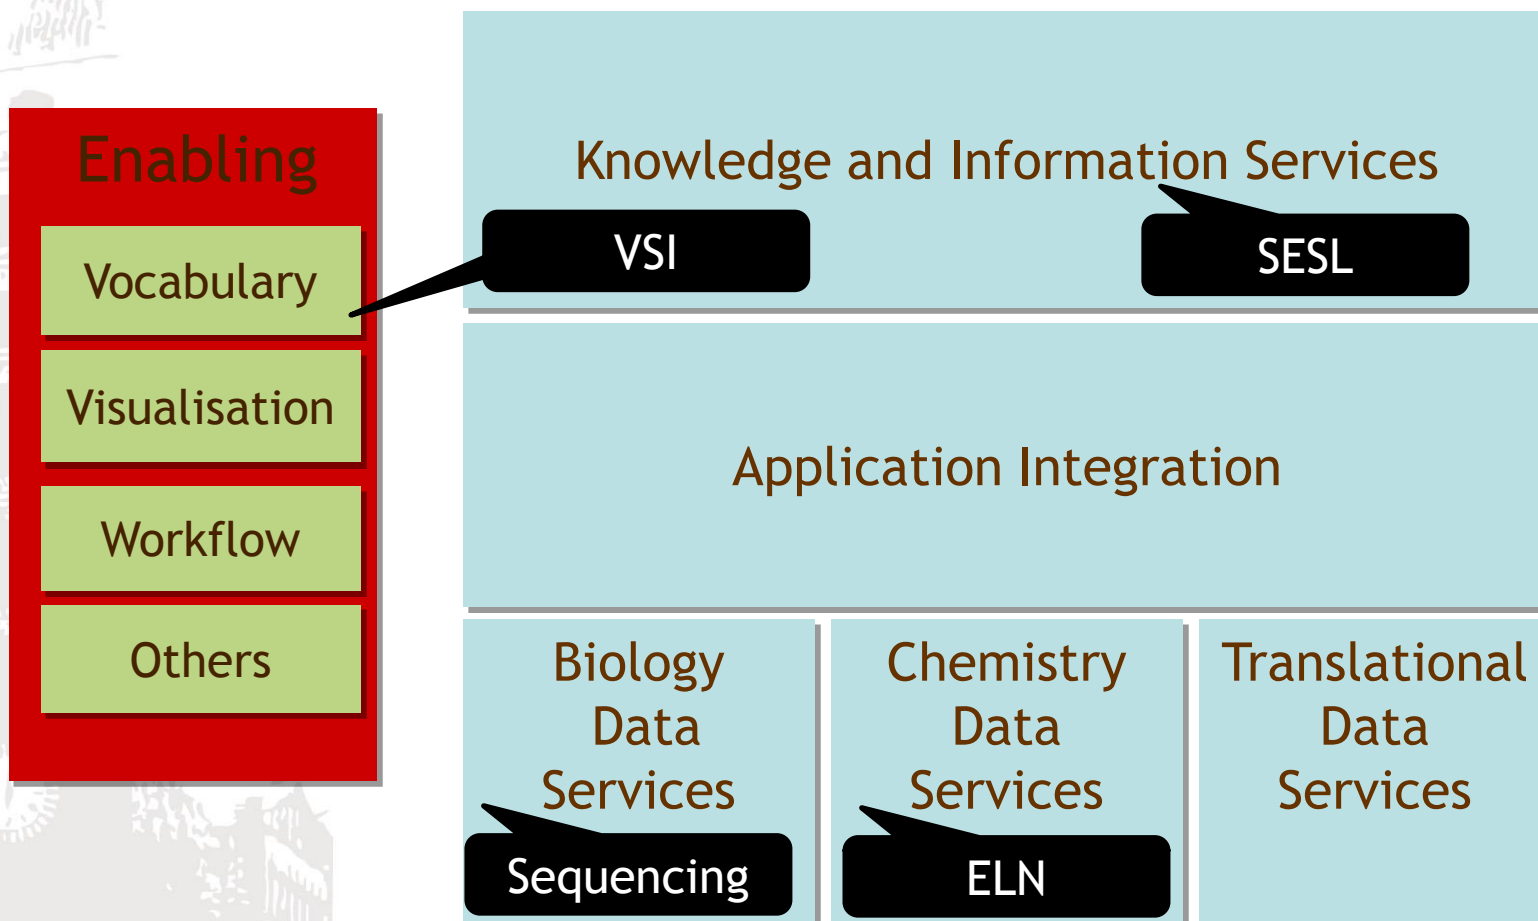 Enabling
Vocabulary
Visualisation
Workflow
Others
Knowledge and Information Services
VSI
SESL
Application Integration
Biology
Data
Services
Sequencing
Chemistry
Data
Services
ELN
Translational
Data
Services